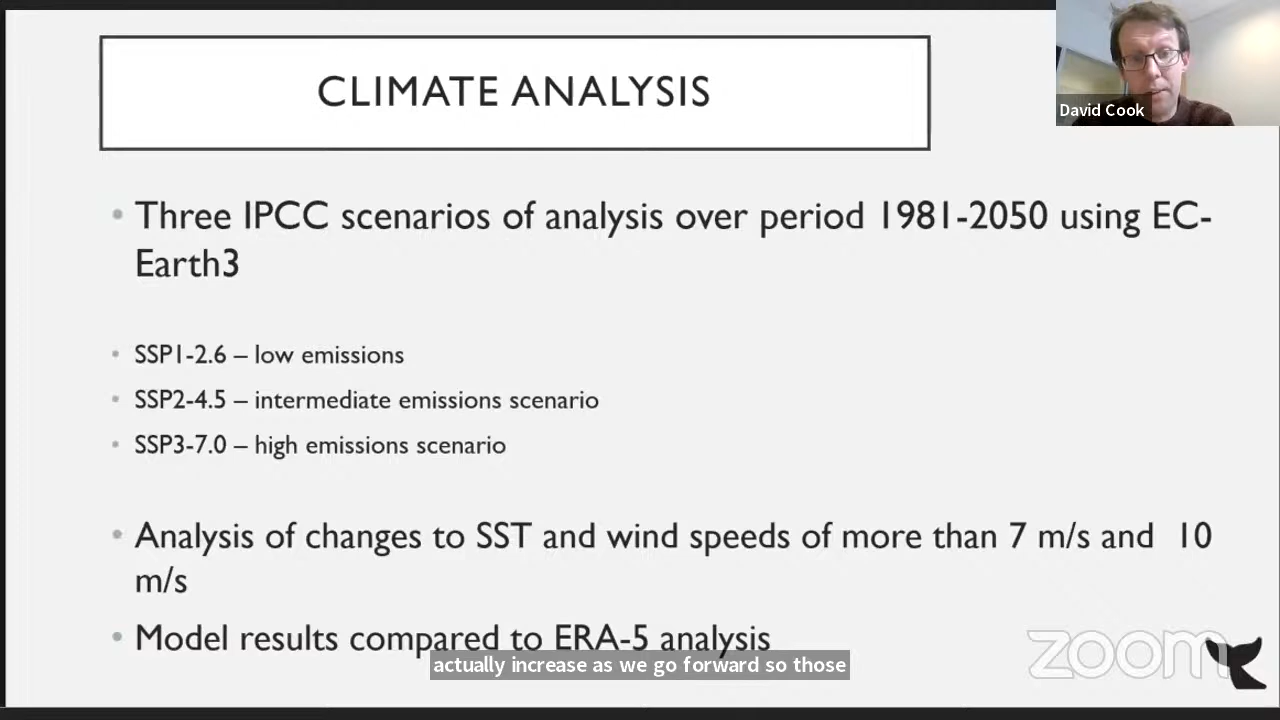 CLIMATE ANALYSIS
David Cook
• Three IPCC scenarios of analysis over period 1981-2050 using EC-
Earth3
• SSP1-2.6 – low emissions
• SSP2-4.5 – intermediate emissions scenario
• SSP3-7.0 – high emissions scenario
• Analysis of changes to SST and wind speeds of more than 7 m/s and 10
m/s
• Model results compared to ERA-5 analysis
actually increase as we go forward so those
zoom